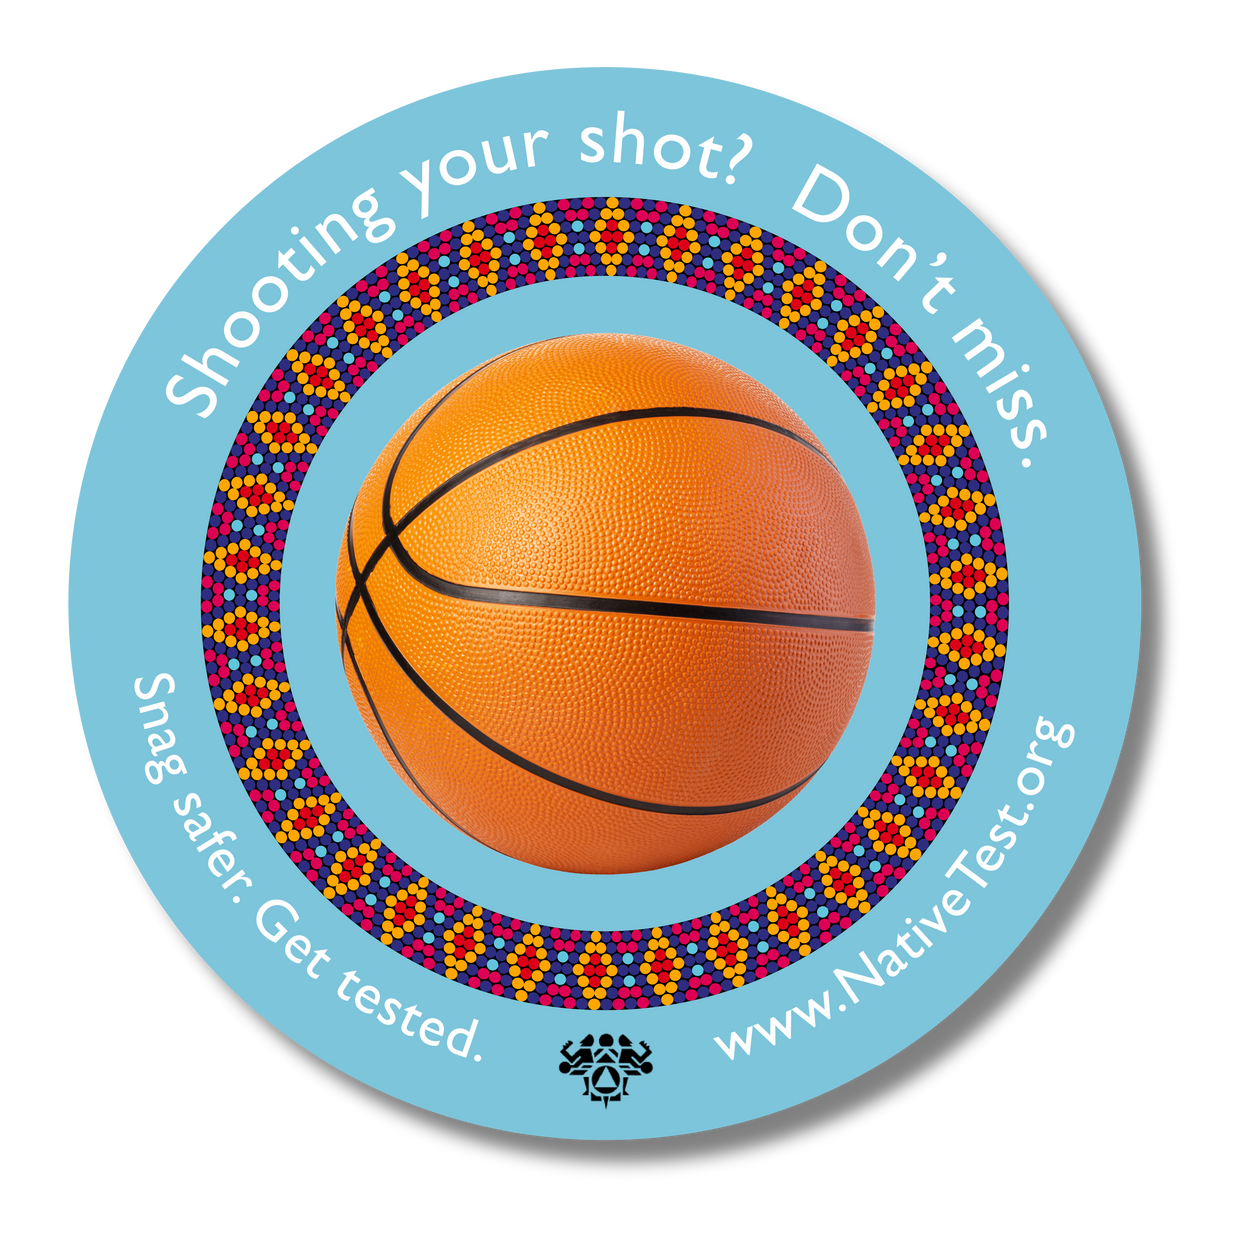 Shooting your shot? Don't miss.
Snag safer. Get tested.
www.NativeTest.org